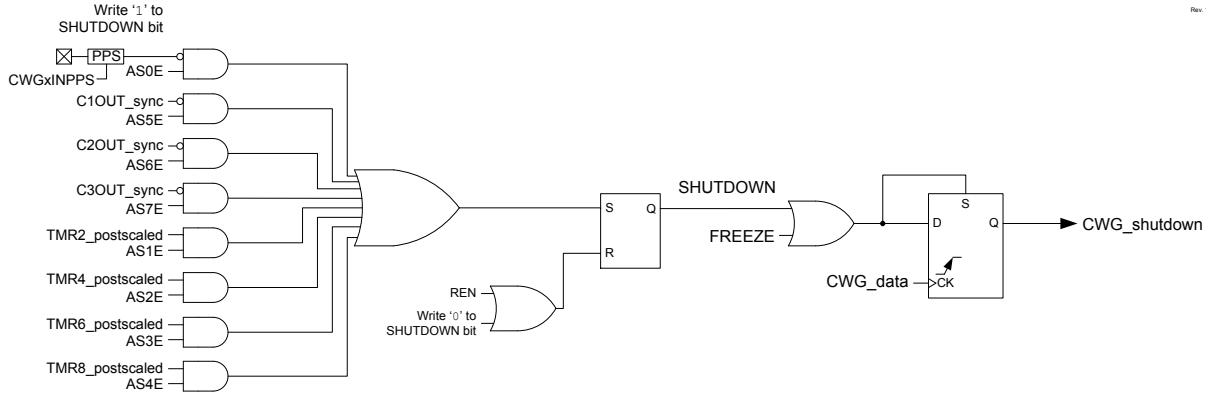 Write ‘1’ to
SHUTDOWN bit
Rev.
PPS
CWGxINPPS
AS0E
C1OUT_sync
AS5E
C2OUT_sync
AS6E
C3OUT_sync
AS7E
TMR2_postscaled
AS1E
TMR4_postscaled
AS2E
TMR6_postscaled
AS3E
TMR8_postscaled
AS4E
REN
Write ‘0’ to
SHUTDOWN bit
S
Q
R
SHUTDOWN
FREEZE
S
D
Q
CWG_data
CK
CWG_shutdown